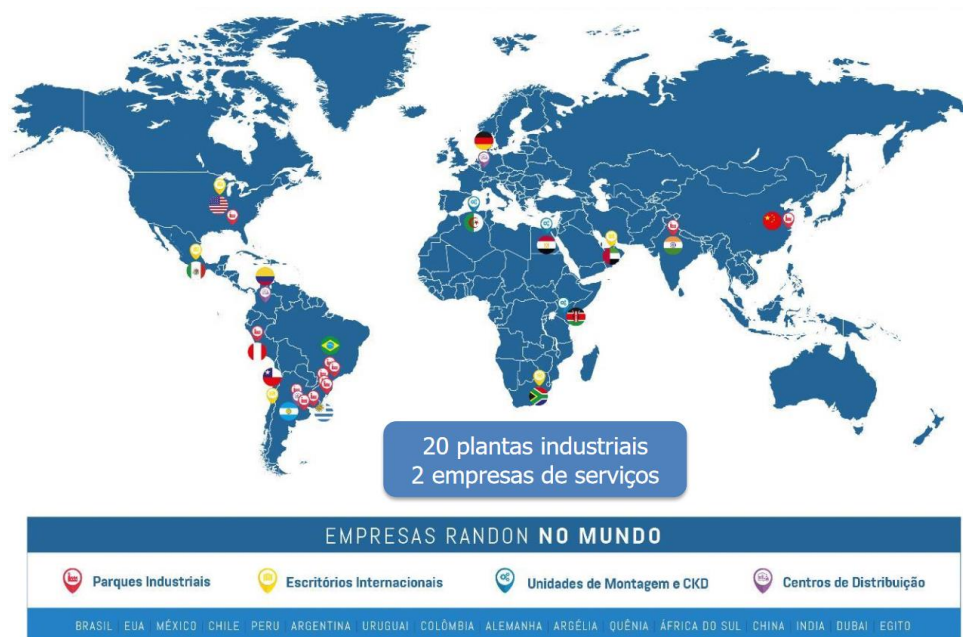 20 plantas industriais
2 empresas de serviços
EMPRESAS RANDON NO MUNDO
Parques Industriais
Escritórios Internacionais
Unidades de Montagem e CKD
Centros de Distribuição
BRASIL EUA MÉXICO CHILE PERU ARGENTINA URUGUAI COLÔMBIA ALEMANHA ARGÉLIA QUÊNIA ÁFRICA DO SUL CHINA INDIA DUBAI EGITO